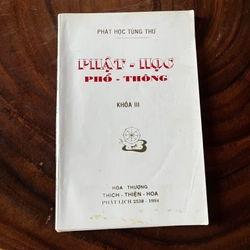 PHẬT HỌC TÙNG THƯ
PHẬT - HỌC
PHỔ - THÔNG
KHÓA III
HÒA THƯỢNG
THÍCH - THIỆN - HOA
PHẬT LỊCH 2538 - 1994